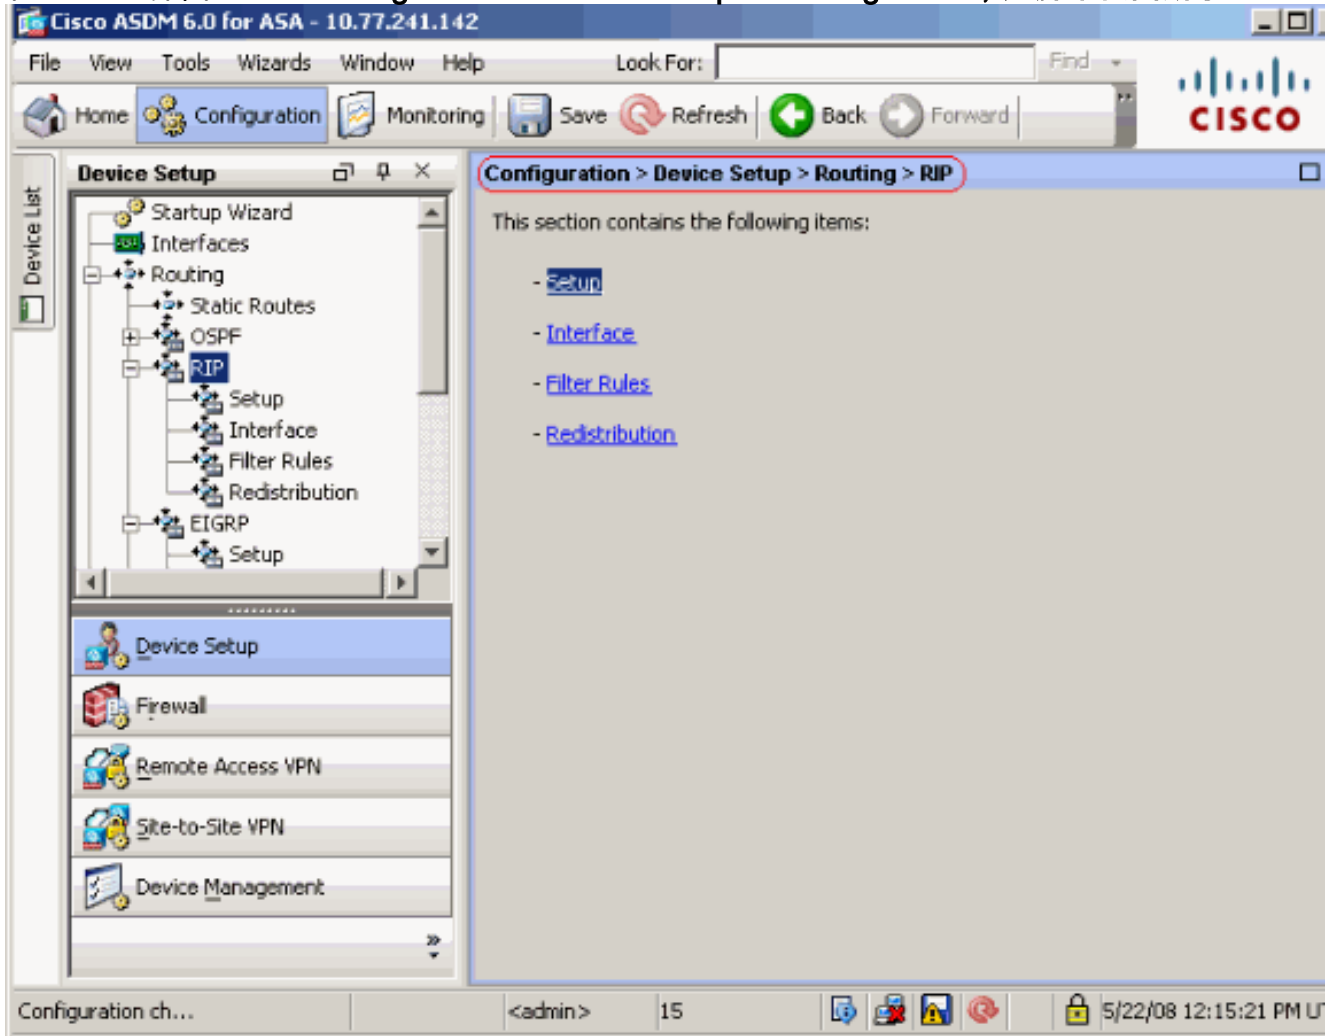 Cisco ASDM 6.0 for ASA - 10.77.241.142
File View Tools Wizards Window Help Look For: Find
Home Configuration Monitoring Save Refresh Back Forward
CISCO
Device List
Device Setup
Startup Wizard
Interfaces
Routing
Static Routes
OSPF
RIP
Setup
Interface
Filter Rules
Redistribution
EIGRP
Setup
Device Setup
Firewall
Remote Access VPN
Site-to-Site VPN
Device Management
Configuration > Device Setup > Routing > RIP
This section contains the following items:
- Setup
- Interface
- Filter Rules
- Redistribution
Configuration ch... <admin> 15 5/22/08 12:15:21 PM U